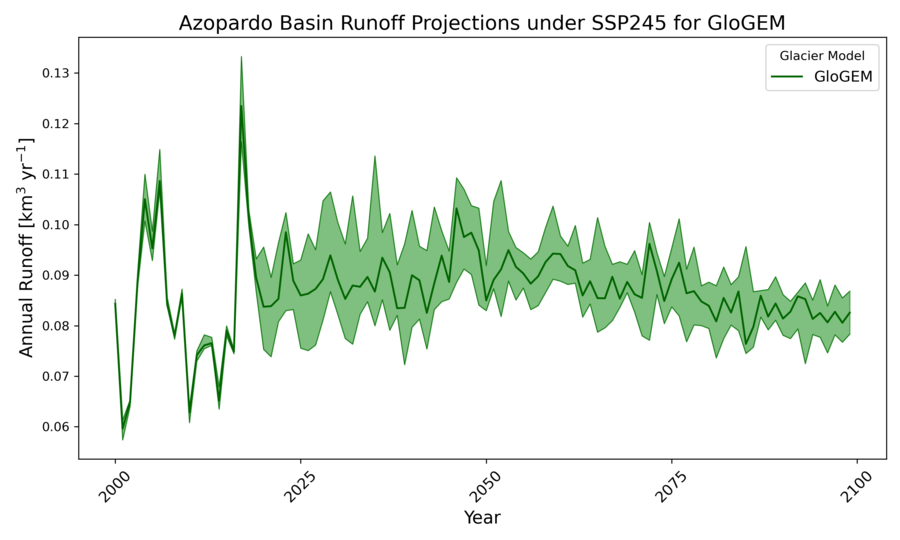 Azopardo Basin Runoff Projections under SSP245 for GloGEM
Glacier Model
GloGEM
Annual Runoff [km³ yr⁻¹]
0.13
0.12
0.11
0.10
0.09
0.08
0.07
0.06
2000
2025
2050
2075
2100
Year